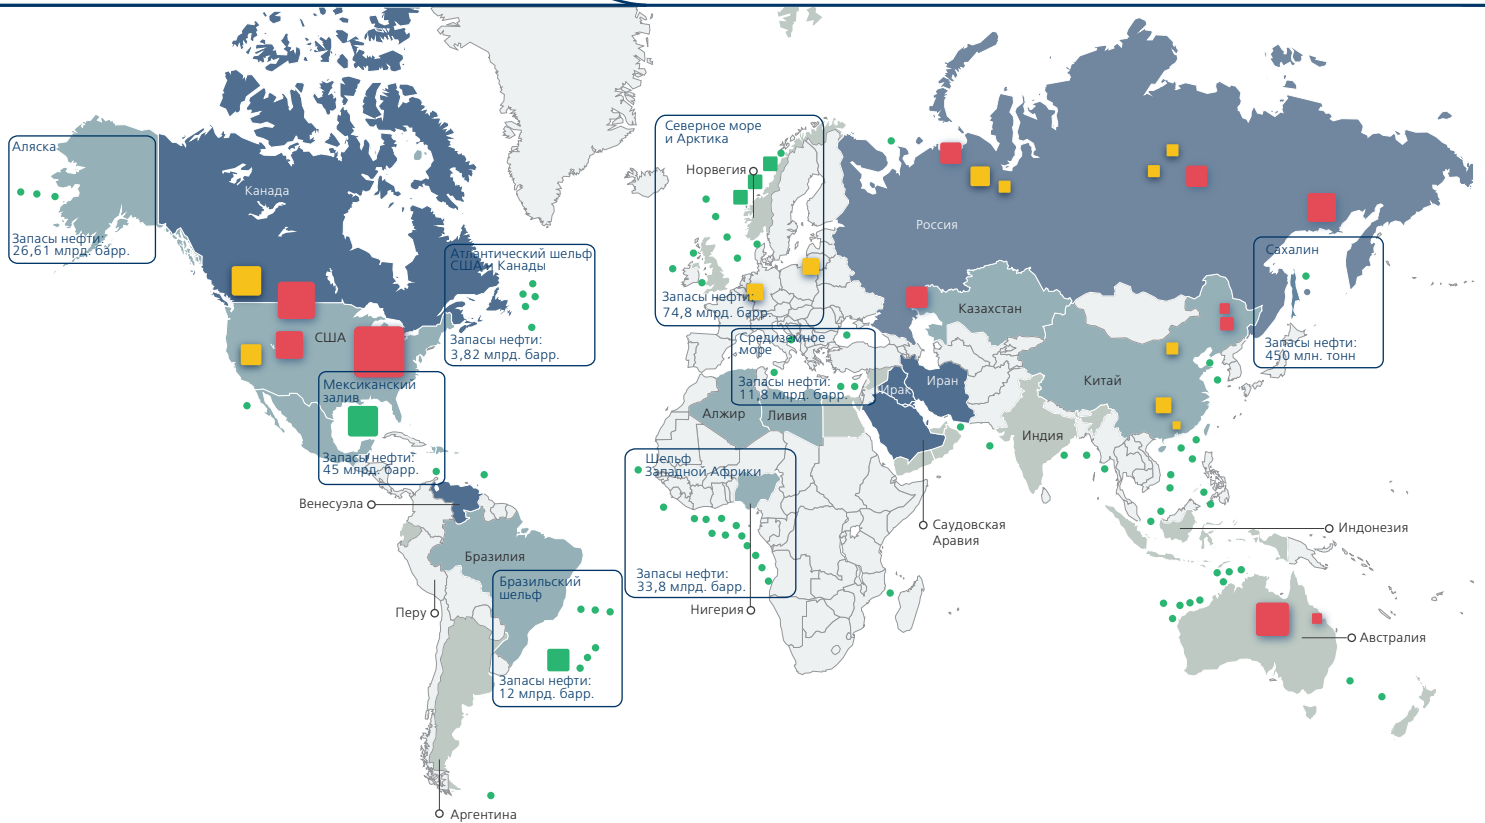 Аляска
Запасы нефти:
26,61 млрд. барр.
Канада
Атлантический шельф
США и Канады
Запасы нефти:
3,82 млрд. барр.
США
Мексиканский
залив
Запасы нефти:
45 млрд. барр.
Венесуэла
Бразилия
Бразильский
шельф
Запасы нефти:
12 млрд. барр.
Перу
Аргентина
Северное море
и Арктика
Норвегия
Запасы нефти:
74,8 млрд. барр.
Средиземное
море
Запасы нефти:
11,8 млрд. барр.
Алжир
Ливия
Ирак
Иран
Шельф
Западной Африки
Запасы нефти:
33,8 млрд. барр.
Нигерия
Саудовская
Аравия
Россия
Казахстан
Китай
Индия
Сахалин
Запасы нефти:
450 млн. тонн
Индонезия
Австралия